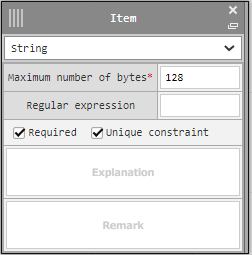 Item
String
Maximum number of bytes* 128
Regular expression
Required Unique constraint
Explanation
Remark